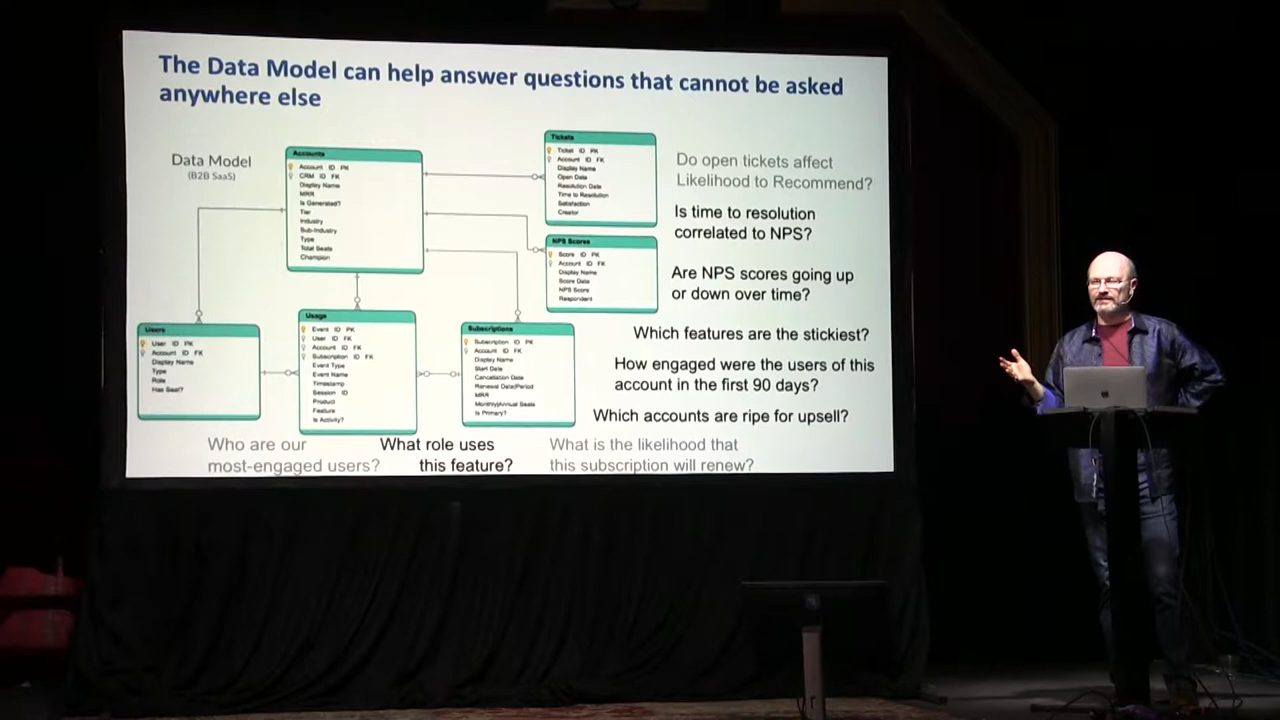 The Data Model can help answer questions that cannot be asked
anywhere else
Data Model
(B2B SaaS)
Accounts
Account ID PK
CRM ID FK
Display Name
MRR
Is Generated?
Tier
Industry
Sub-Industry
Type
Total Seats
Champion
Tickets
Ticket ID PK
Account ID FK
Display Name
Open Date
Resolution Date
Time to Resolution
Satisfaction
Creator
NPS Scores
Score ID PK
Account ID FK
Display Name
Score Date
NPS Score
Respondent
Users
User ID PK
Account ID FK
Display Name
Type
Role
Has Seat?
Usage
Event ID PK
User ID FK
Account ID FK
Subscription ID FK
Event Type
Event Name
Timestamp
Session ID
Product
Feature
Is Activity?
Subscriptions
Subscription ID PK
Account ID FK
Display Name
Start Date
Cancellation Date
Renewal Date/Period
MRR
Monthly/Annual Seats
Is Primary?
Do open tickets affect
Likelihood to Recommend?
Is time to resolution
correlated to NPS?
Are NPS scores going up
or down over time?
Which features are the stickiest?
How engaged were the users of this
account in the first 90 days?
Which accounts are ripe for upsell?
Who are our
most-engaged users?
What role uses
this feature?
What is the likelihood that
this subscription will renew?